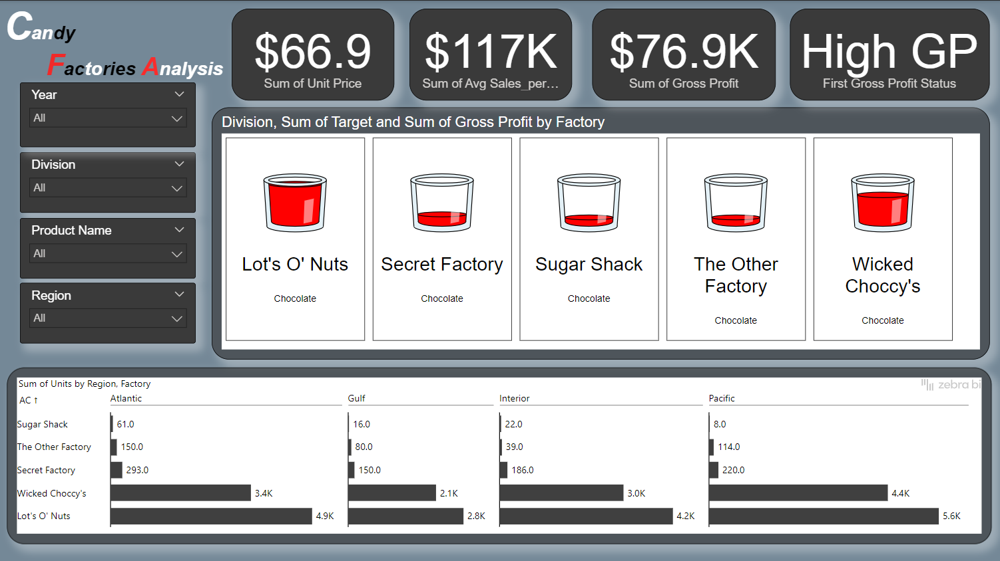 Candy
Factories Analysis
$66.9
Sum of Unit Price
$117K
Sum of Avg Sales_per...
$76.9K
Sum of Gross Profit
High GP
First Gross Profit Status
Year
All
Division
All
Product Name
All
Region
All
Division, Sum of Target and Sum of Gross Profit by Factory
Lot's O' Nuts
Chocolate
Secret Factory
Chocolate
Sugar Shack
Chocolate
The Other
Factory
Chocolate
Wicked
Choccy's
Chocolate
Sum of Units by Region, Factory
zebra bi
AC ↑ Atlantic Gulf Interior Pacific
Sugar Shack 61.0 16.0 22.0 8.0
The Other Factory 150.0 80.0 39.0 114.0
Secret Factory 293.0 150.0 186.0 220.0
Wicked Choccy's 3.4K 2.1K 3.0K 4.4K
Lot's O' Nuts 4.9K 2.8K 4.2K 5.6K